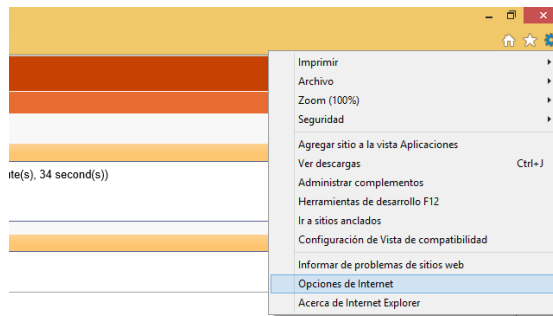 Imprimir
Archivo
Zoom (100%)
Seguridad
Agregar sitio a la vista Aplicaciones
ite(s), 34 second(s))
Ver descargas Ctrl+J
Administrar complementos
Herramientas de desarrollo F12
Ir a sitios anclados
Configuración de Vista de compatibilidad
Informar de problemas de sitios web
Opciones de Internet
Acerca de Internet Explorer